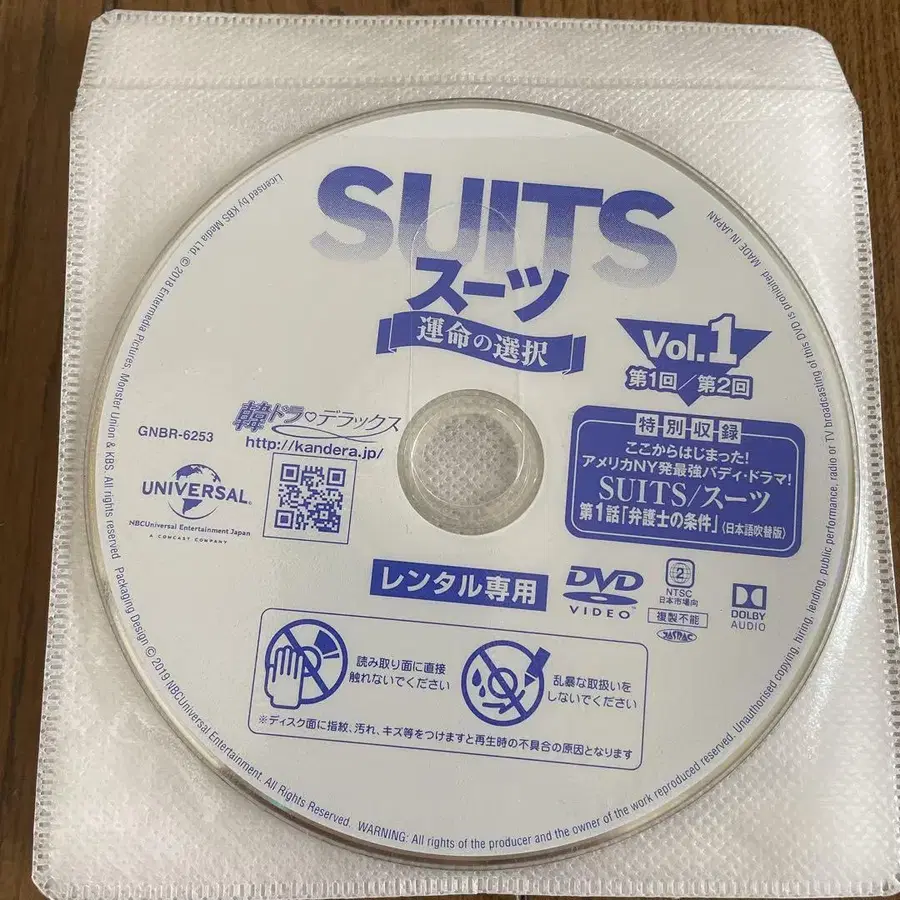 SUITS
スーツ
運命の選択
Vol.1
第1回/第2回
特別収録
ここからはじまった!
アメリカNY発最強バディ・ドラマ!
SUITS/スーツ
第1話「弁護士の条件」(日本語吹替版)
韓ドラ♡デラックス
http://kandera.jp/
GNBR-6253
UNIVERSAL
NBCUniversal Entertainment Japan
A COMCAST COMPANY
レンタル専用
DVD
VIDEO
2
NTSC
日本市場向
複製不能
JASRAC
DOLBY
AUDIO
読み取り面に直接
触れないでください
乱暴な取扱いを
しないでください
※ディスク面に指紋、汚れ、キズ等をつけますと再生時の不具合の原因となります
Licensed by KBS Media Ltd. © 2018 Entermedia Pictures, Monster Union & KBS. All rights reserved Packaging Design © 2019 NBCUniversal Entertainment. All Rights Reserved. WARNING: All rights of the producer and the owner of the work reproduced reserved. Unauthorised copying, hiring, lending, public performance, radio or TV broadcasting of this DVD is prohibited MADE IN JAPAN